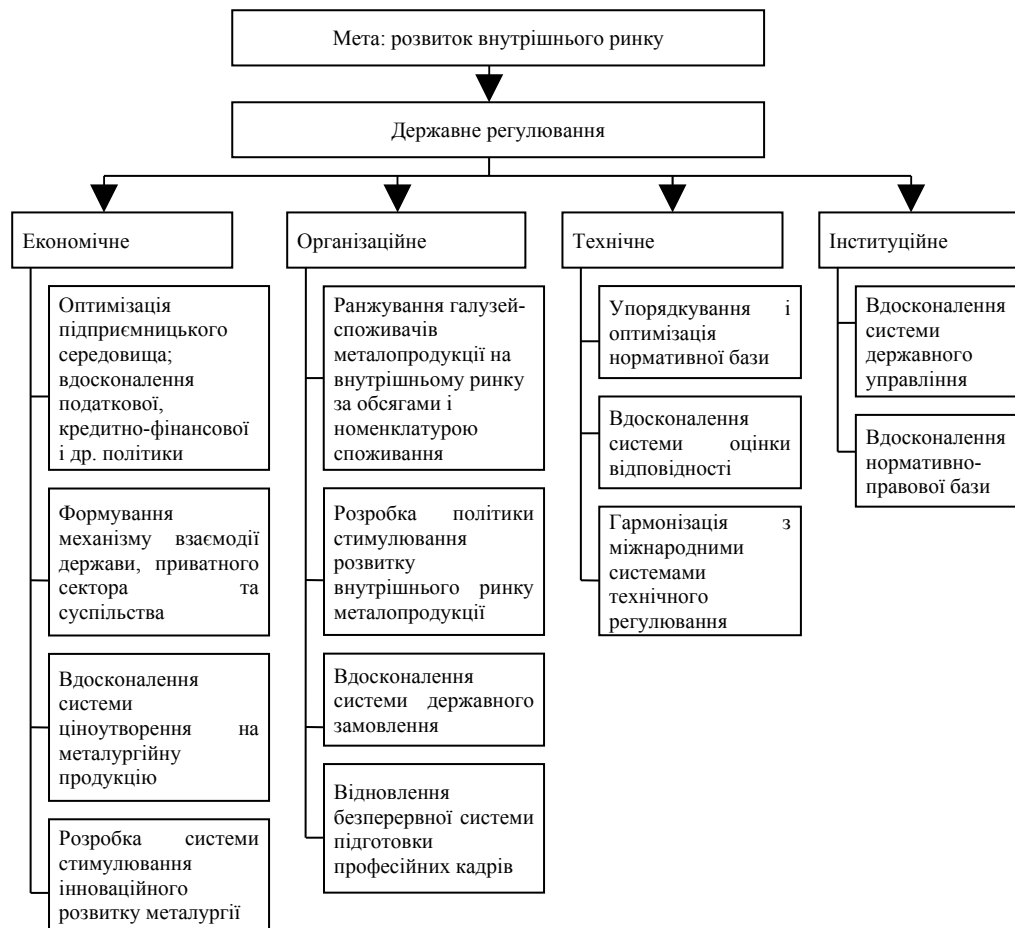 Мета: розвиток внутрішнього ринку
Державне регулювання
Економічне
Оптимізація
підприємницького
середовища;
вдосконалення
податкової,
кредитно-фінансової
і др. політики
Формування
механізму взаємодії
держави, приватного
сектора та
суспільства
Вдосконалення
системи
ціноутворення на
металургійну
продукцію
Розробка системи
стимулювання
інноваційного
розвитку металургії
Організаційне
Ранжування галузей-
споживачів
металопродукції на
внутрішньому ринку
за обсягами і
номенклатурою
споживання
Розробка політики
стимулювання
розвитку
внутрішнього ринку
металопродукції
Вдосконалення
системи державного
замовлення
Відновлення
безперервної системи
підготовки
професійних кадрів
Технічне
Упорядкування і
оптимізація
нормативної бази
Вдосконалення
системи оцінки
відповідності
Гармонізація з
міжнародними
системами
технічного
регулювання
Інституційне
Вдосконалення
системи
державного
управління
Вдосконалення
нормативно-
правової бази